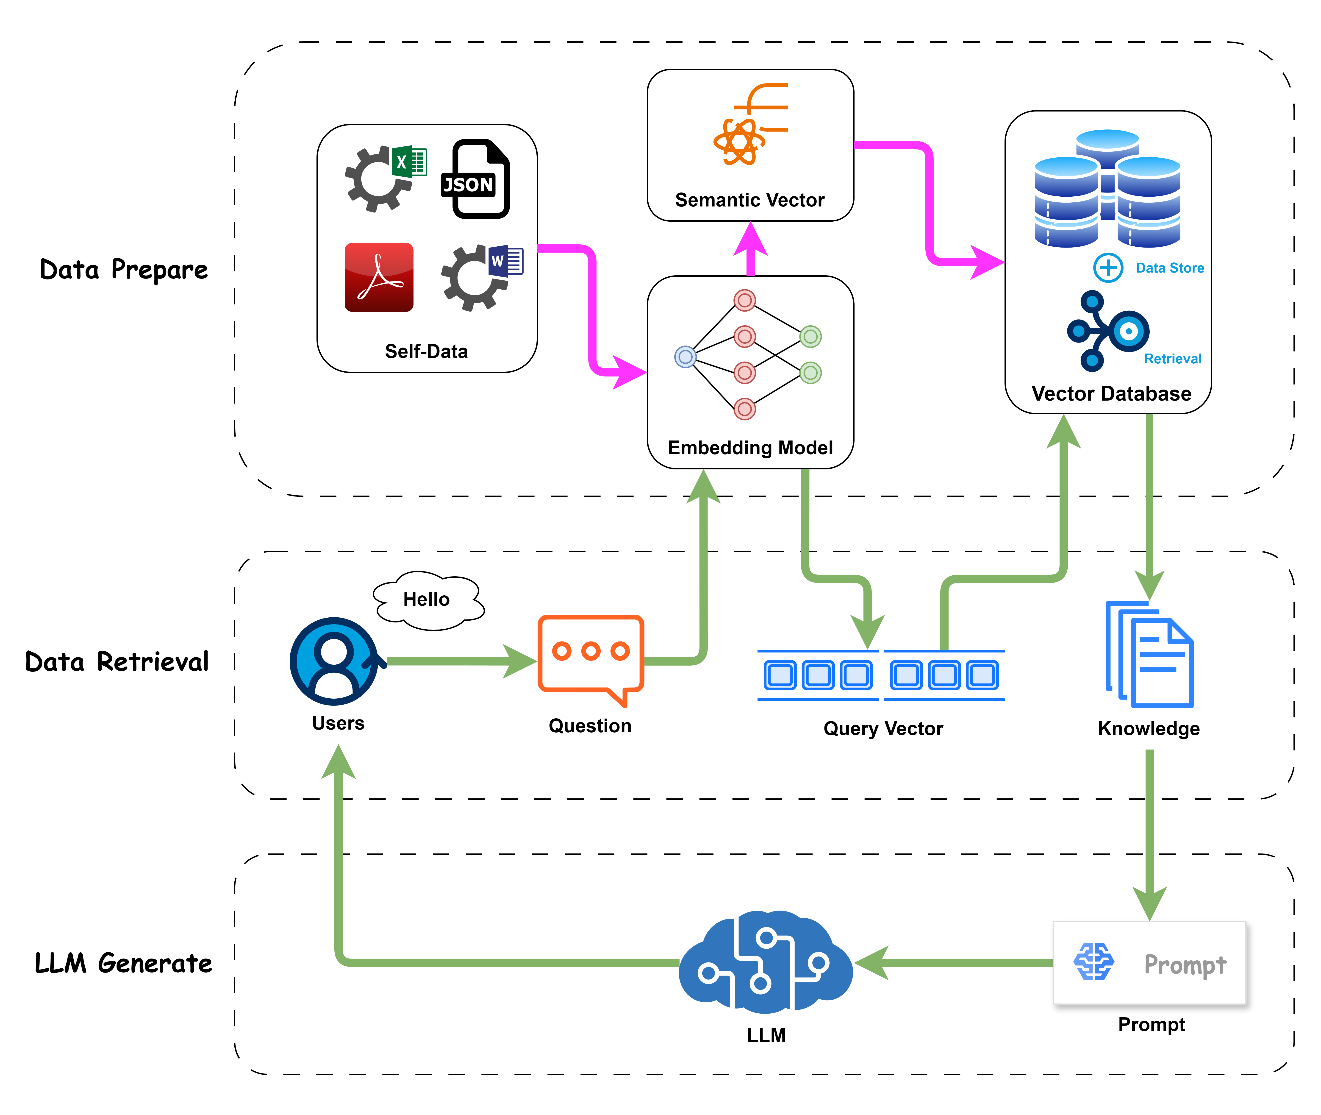 Data Prepare
X
JSON
W
Self-Data
Semantic Vector
Embedding Model
Data Store
Retrieval
Vector Database
Data Retrieval
Hello
Users
Question
Query Vector
Knowledge
LLM Generate
LLM
Prompt
Prompt